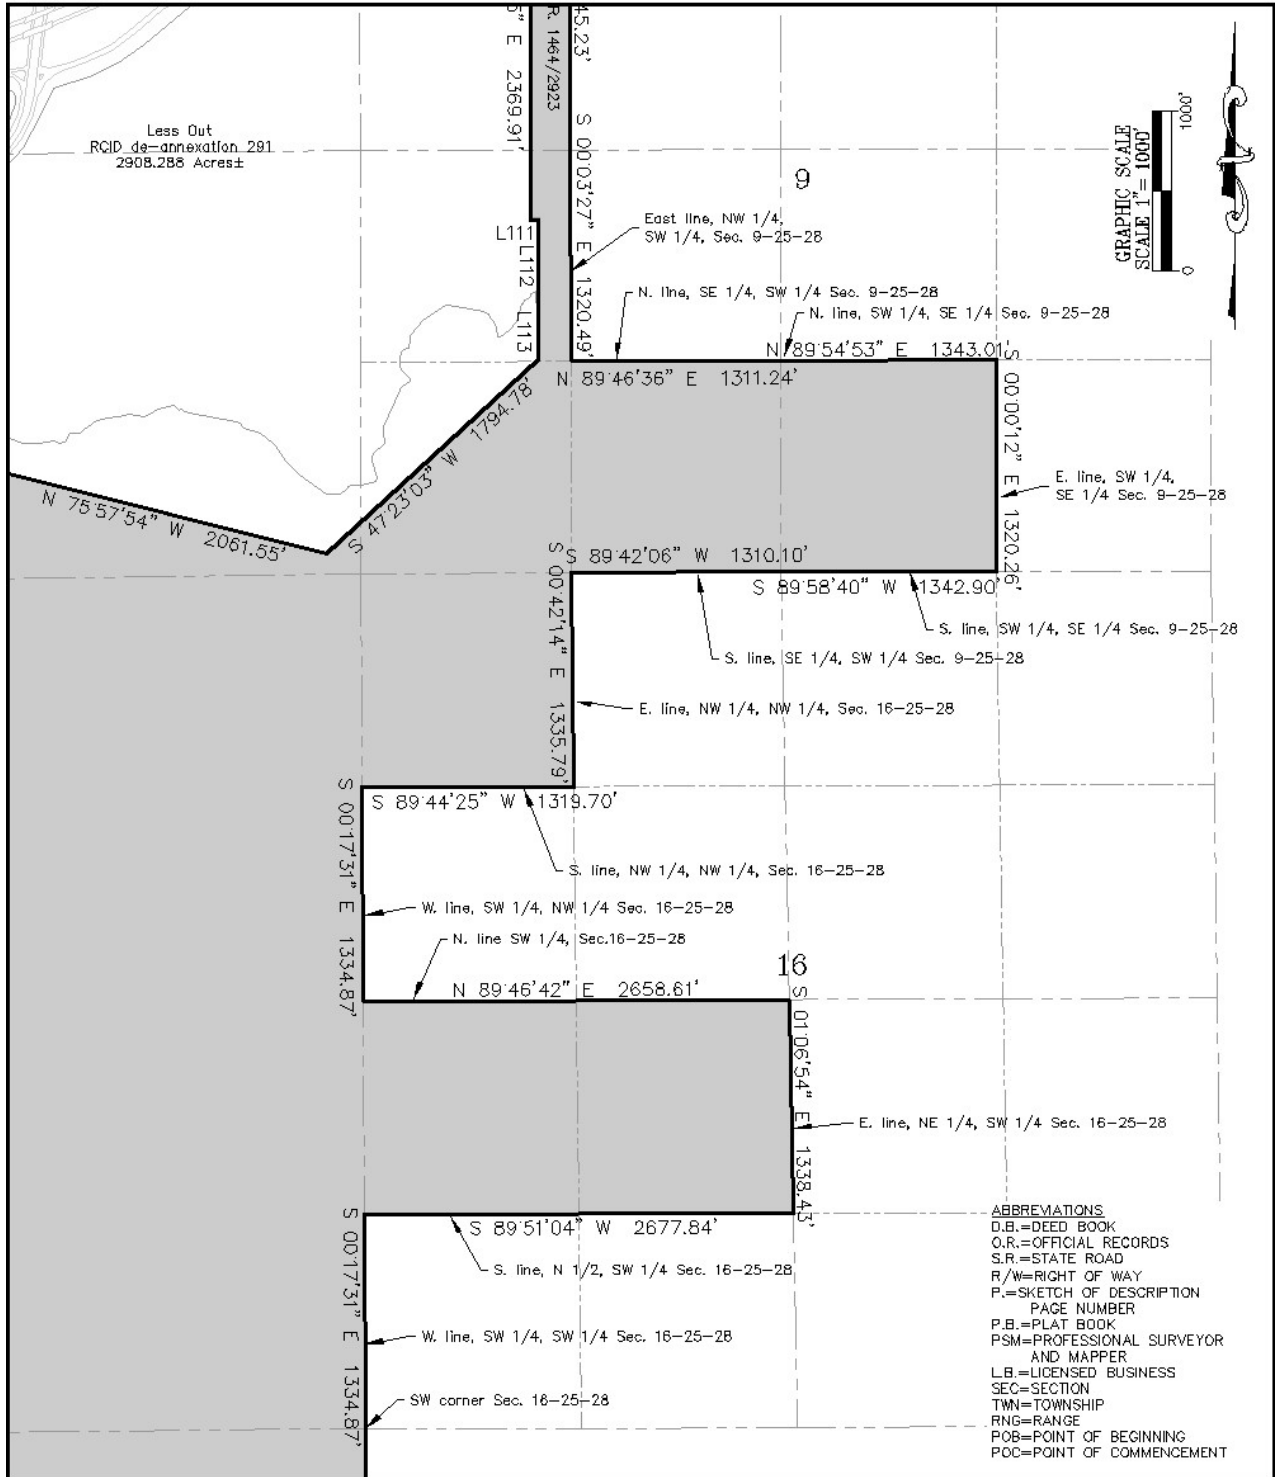 5" E 2369.91'
R. 1464/2923
45.23'
S 00°03'27" E 1320.49'
Less Out
RCID de-annexation 291
2908.288 Acres±
9
GRAPHIC SCALE
SCALE 1"= 1000'
0
1000'
L111
L112
L113
East line, NW 1/4,
SW 1/4, Sec. 9-25-28
N. line, SE 1/4, SW 1/4 Sec. 9-25-28
N. line, SW 1/4, SE 1/4 Sec. 9-25-28
N 89°54'53" E 1343.01'
N 89°46'36" E 1311.24'
S 00°00'12" E 1320.26'
E. line, SW 1/4,
SE 1/4 Sec. 9-25-28
S 47°23'03" W 1794.78'
N 75°57'54" W 2061.55'
S 89°42'06" W 1310.10'
S 89°58'40" W 1342.90'
S 00°42'14" E 1335.79'
S. line, SW 1/4, SE 1/4 Sec. 9-25-28
S. line, SE 1/4, SW 1/4 Sec. 9-25-28
E. line, NW 1/4, NW 1/4, Sec. 16-25-28
S 89°44'25" W 1319.70'
S 00°17'31" E 1334.87'
S. line, NW 1/4, NW 1/4, Sec. 16-25-28
W. line, SW 1/4, NW 1/4 Sec. 16-25-28
N. line SW 1/4, Sec.16-25-28
16
N 89°46'42" E 2658.61'
S 01°06'54" E 1338.43'
E. line, NE 1/4, SW 1/4 Sec. 16-25-28
S 89°51'04" W 2677.84'
S 00°17'31" E 1334.87'
S. line, N 1/2, SW 1/4 Sec. 16-25-28
W. line, SW 1/4, SW 1/4 Sec. 16-25-28
SW corner Sec. 16-25-28
ABBREVIATIONS
D.B.=DEED BOOK
O.R.=OFFICIAL RECORDS
S.R.=STATE ROAD
R/W=RIGHT OF WAY
P.=SKETCH OF DESCRIPTION
PAGE NUMBER
P.B.=PLAT BOOK
PSM=PROFESSIONAL SURVEYOR
AND MAPPER
L.B.=LICENSED BUSINESS
SEC=SECTION
TWN=TOWNSHIP
RNG=RANGE
POB=POINT OF BEGINNING
POC=POINT OF COMMENCEMENT